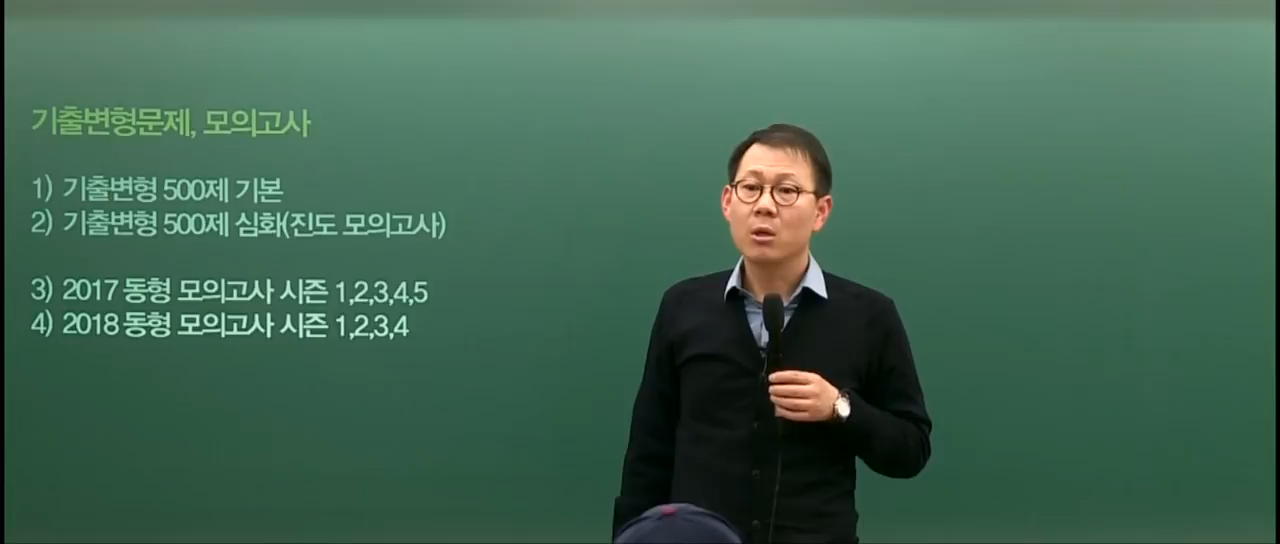 기출변형문제, 모의고사
1) 기출변형 500제 기본
2) 기출변형 500제 심화(진도 모의고사)
3) 2017 동형 모의고사 시즌 1,2,3,4,5
4) 2018 동형 모의고사 시즌 1,2,3,4